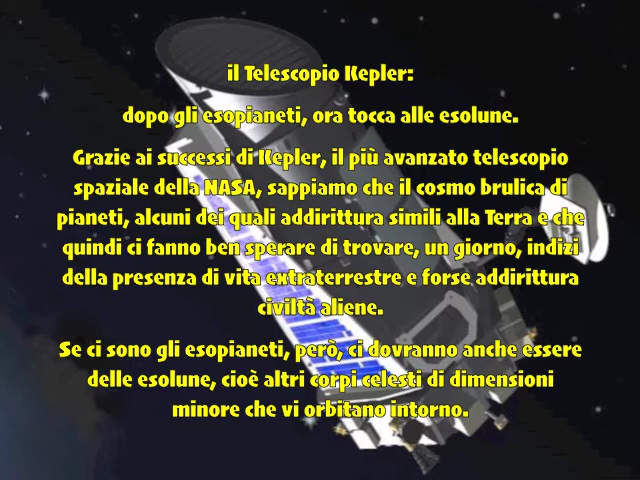 il Telescopio Kepler:
dopo gli esopianeti, ora tocca alle esolune.
Grazie ai successi di Kepler, il più avanzato telescopio
spaziale della NASA, sappiamo che il cosmo brulica di
pianeti, alcuni dei quali addirittura simili alla Terra e che
quindi ci fanno ben sperare di trovare, un giorno, indizi
della presenza di vita extraterrestre e forse addirittura
civiltà aliene.
Se ci sono gli esopianeti, però, ci dovranno anche essere
delle esolune, cioè altri corpi celesti di dimensioni
minore che vi orbitano intorno.